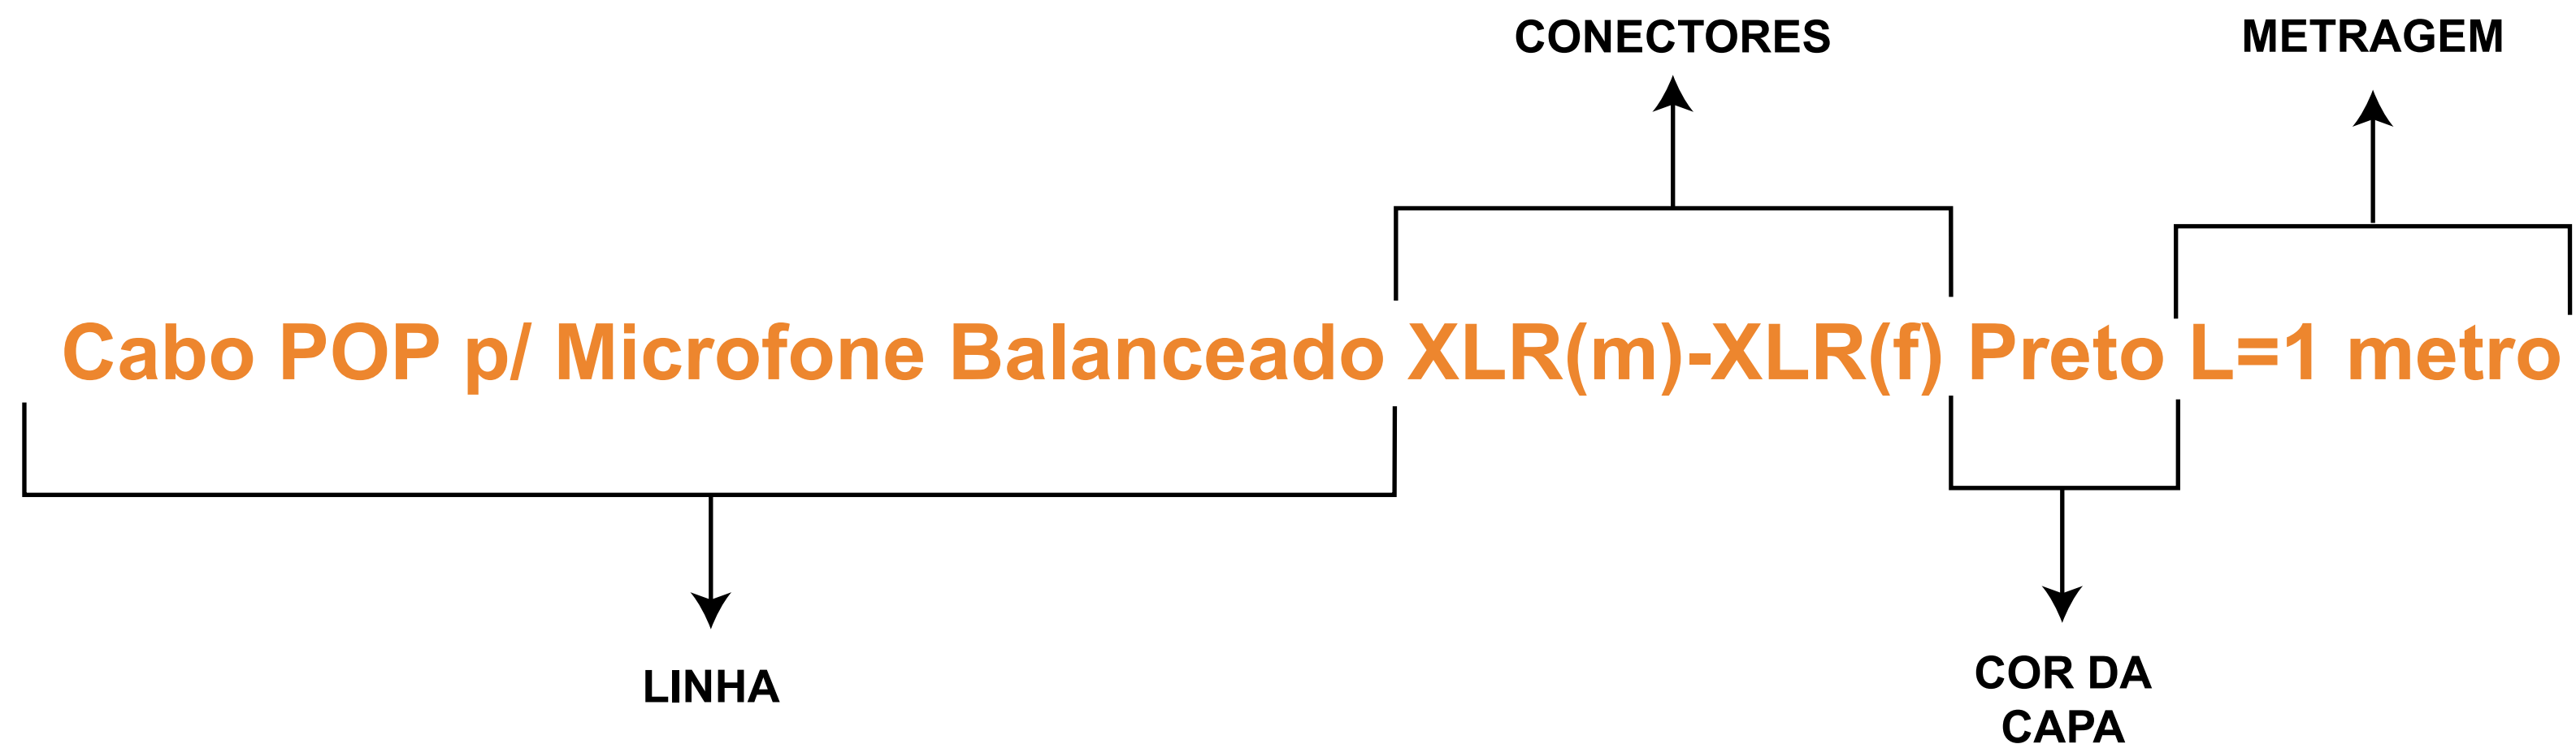 CONECTORES
METRAGEM
Cabo POP p/ Microfone Balanceado XLR(m)-XLR(f) Preto L=1 metro
LINHA
COR DA
CAPA